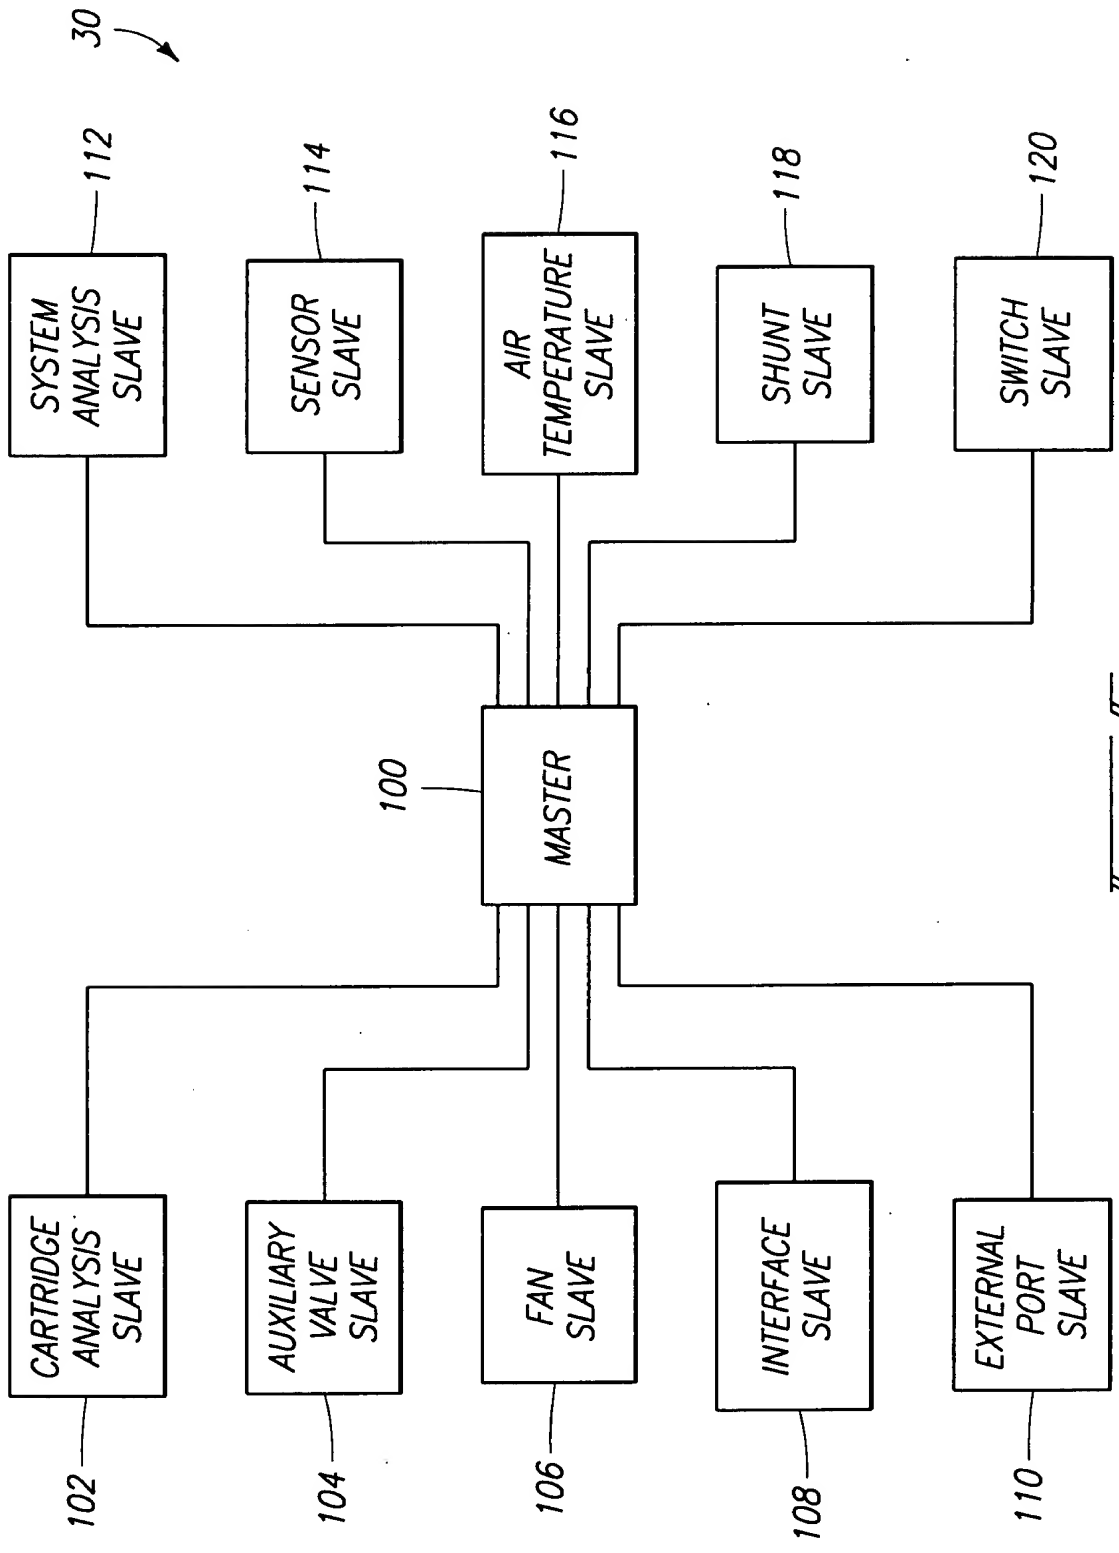 30
102
CARTRIDGE
ANALYSIS
SLAVE
SYSTEM
ANALYSIS
SLAVE
112
104
AUXILIARY
VALVE
SLAVE
SENSOR
SLAVE
114
100
MASTER
106
FAN
SLAVE
AIR
TEMPERATURE
SLAVE
116
108
INTERFACE
SLAVE
SHUNT
SLAVE
118
110
EXTERNAL
PORT
SLAVE
SWITCH
SLAVE
120